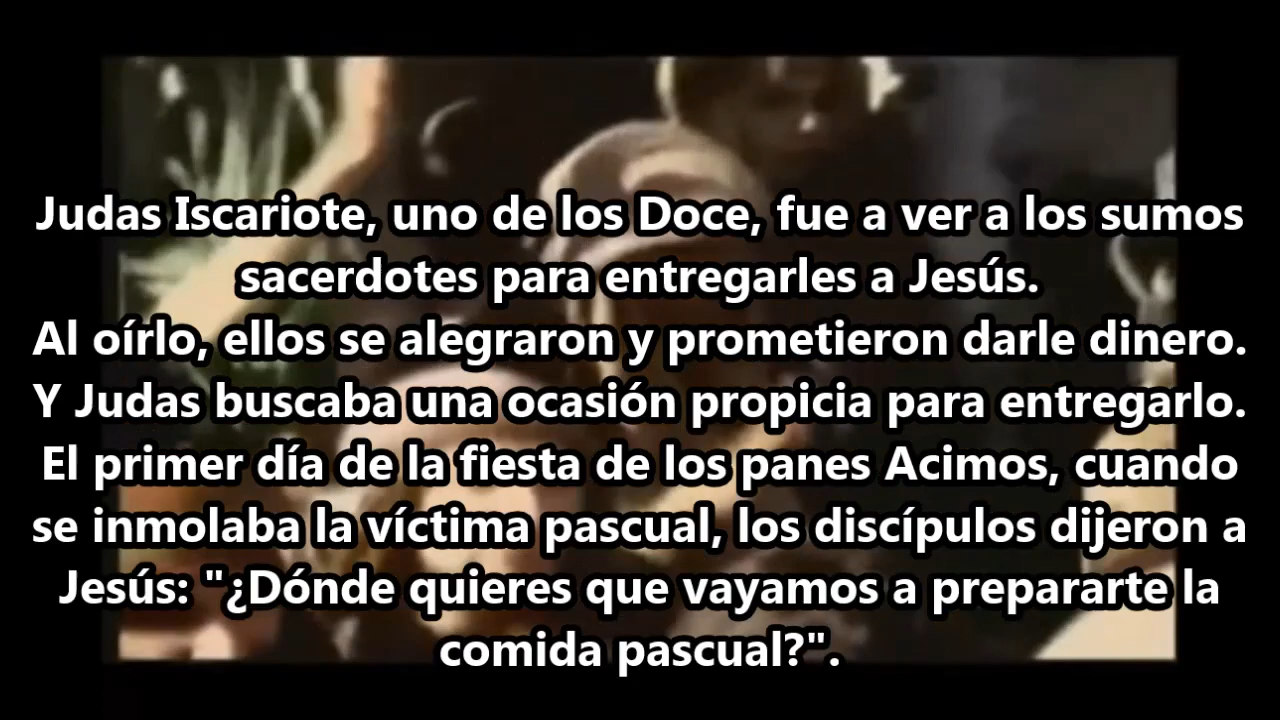 Judas Iscariote, uno de los Doce, fue a ver a los sumos
sacerdotes para entregarles a Jesús.
Al oírlo, ellos se alegraron y prometieron darle dinero.
Y Judas buscaba una ocasión propicia para entregarlo.
El primer día de la fiesta de los panes Acimos, cuando
se inmolaba la víctima pascual, los discípulos dijeron a
Jesús: "¿Dónde quieres que vayamos a prepararte la
comida pascual?".